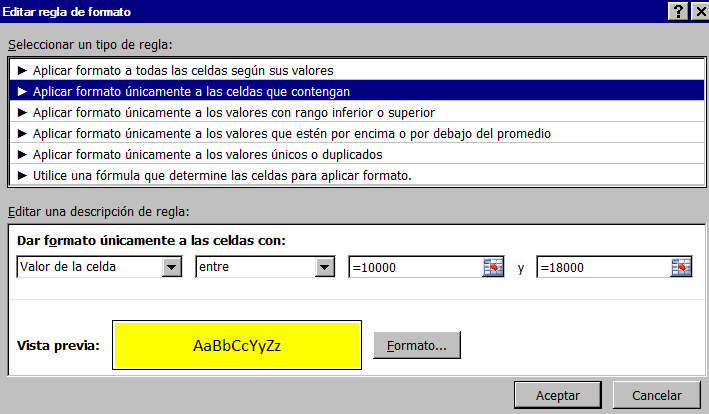 Editar regla de formato
Seleccionar un tipo de regla:
► Aplicar formato a todas las celdas según sus valores
► Aplicar formato únicamente a las celdas que contengan
► Aplicar formato únicamente a los valores con rango inferior o superior
► Aplicar formato únicamente a los valores que estén por encima o por debajo del promedio
► Aplicar formato únicamente a los valores únicos o duplicados
► Utilice una fórmula que determine las celdas para aplicar formato.
Editar una descripción de regla:
Dar formato únicamente a las celdas con:
Valor de la celda entre =10000 y =18000
Vista previa: AaBbCcYyZz Formato...
Aceptar Cancelar